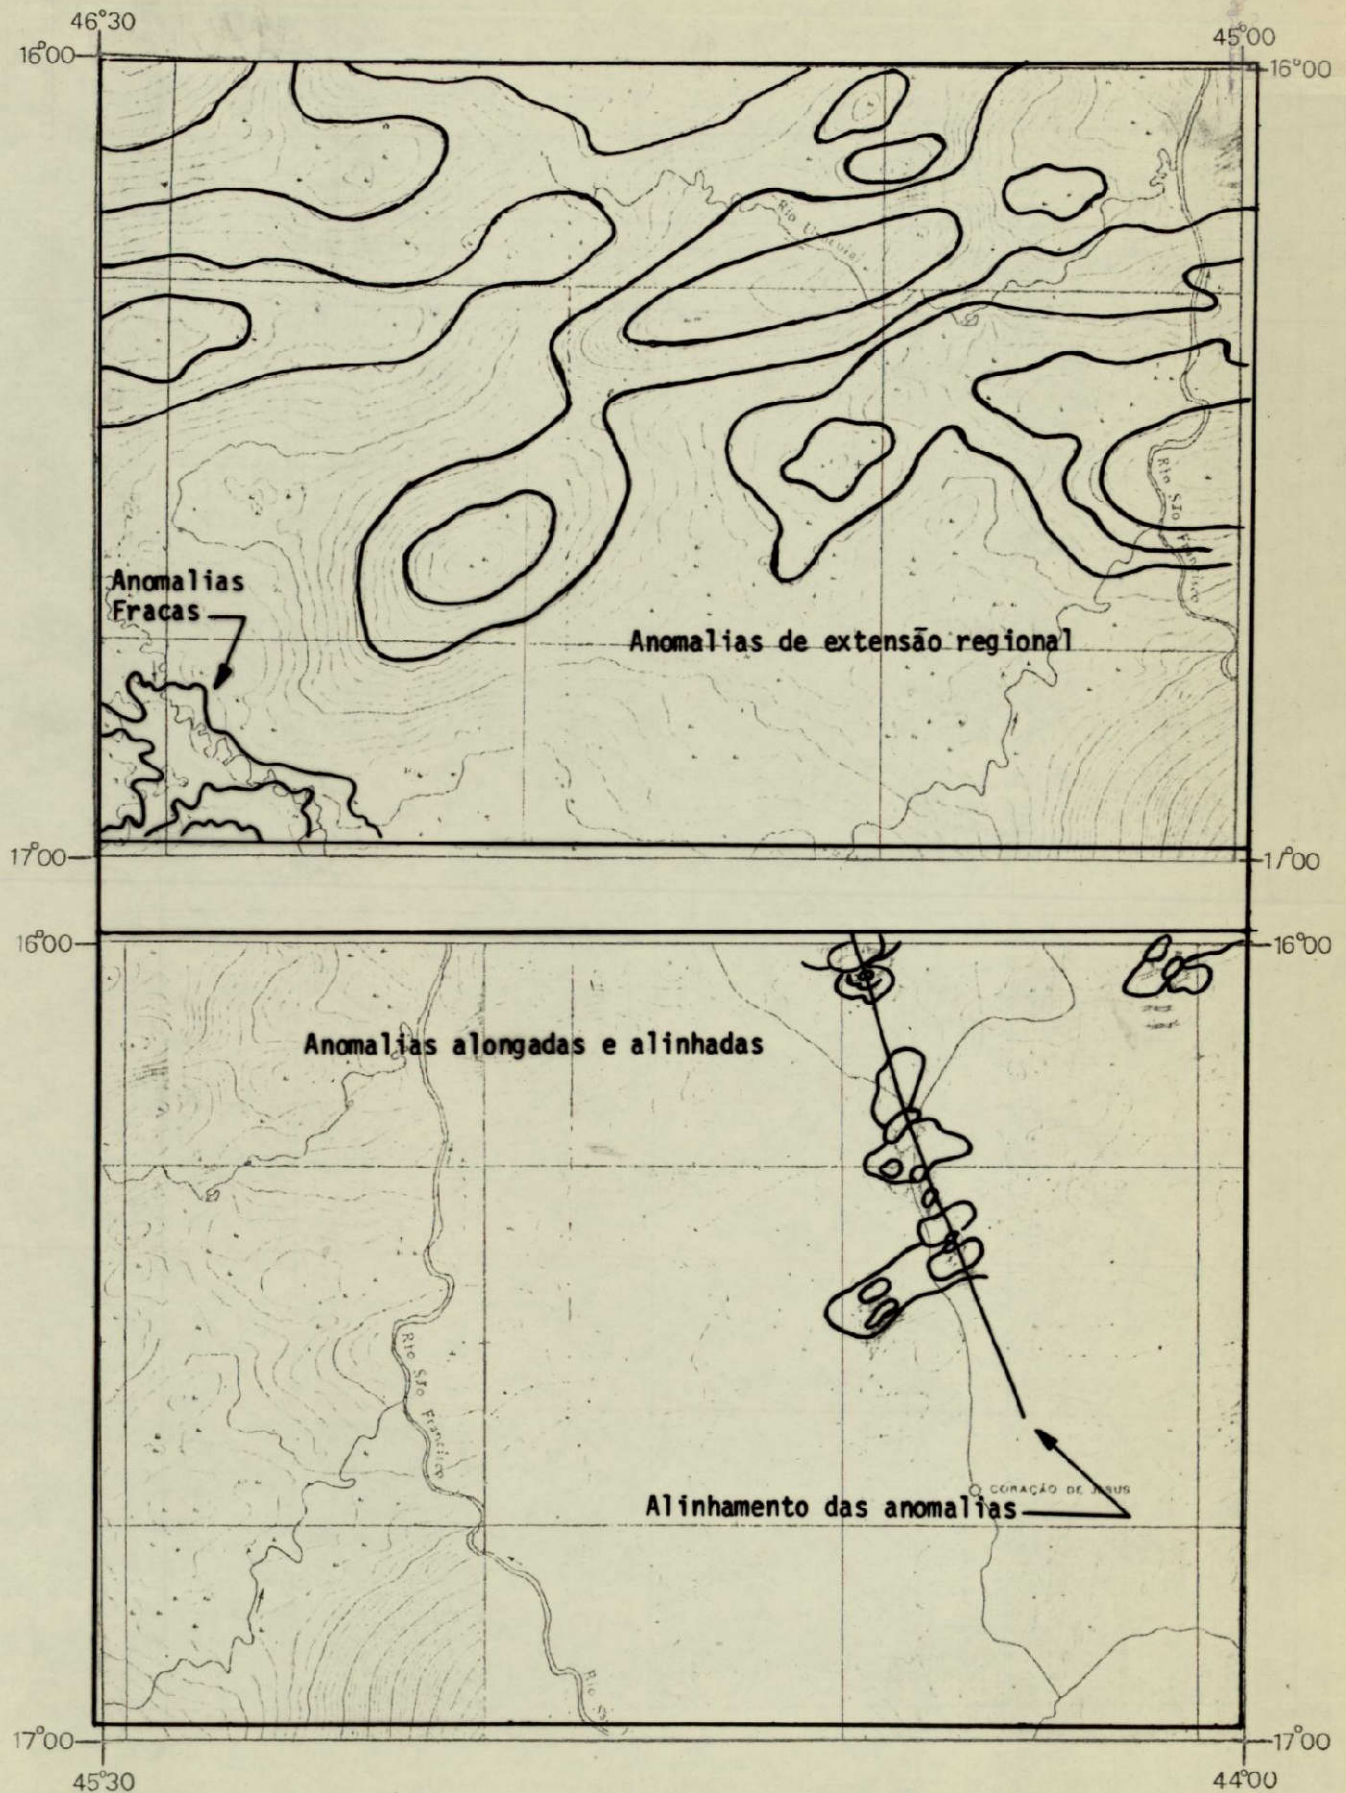 46°30
45°00
16°00
16°00
Rio Urucuia
Rio São Francisco
Anomalias
Fracas
Anomalias de extensão regional
17°00
17°00
16°00
16°00
Anomalias alongadas e alinhadas
Rio São Francisco
CORAÇÃO DE JESUS
Alinhamento das anomalias
Rio
17°00
17°00
45°30
44°00